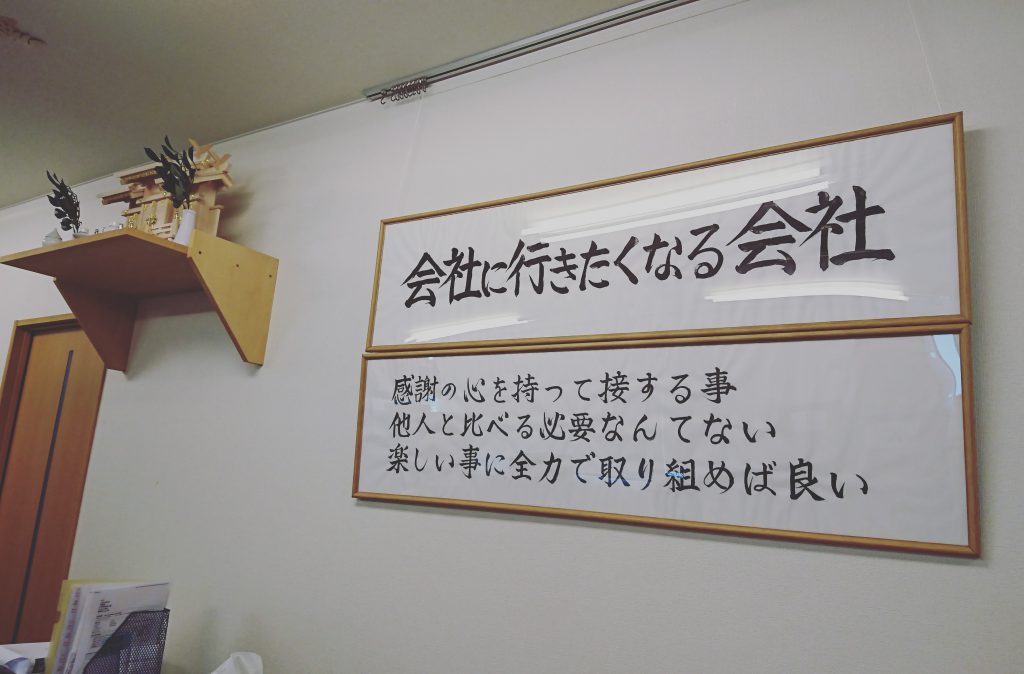 会社に行きたくなる会社
感謝の心を持って接する事
他人と比べる必要なんてない
楽しい事に全力で取り組めば良い